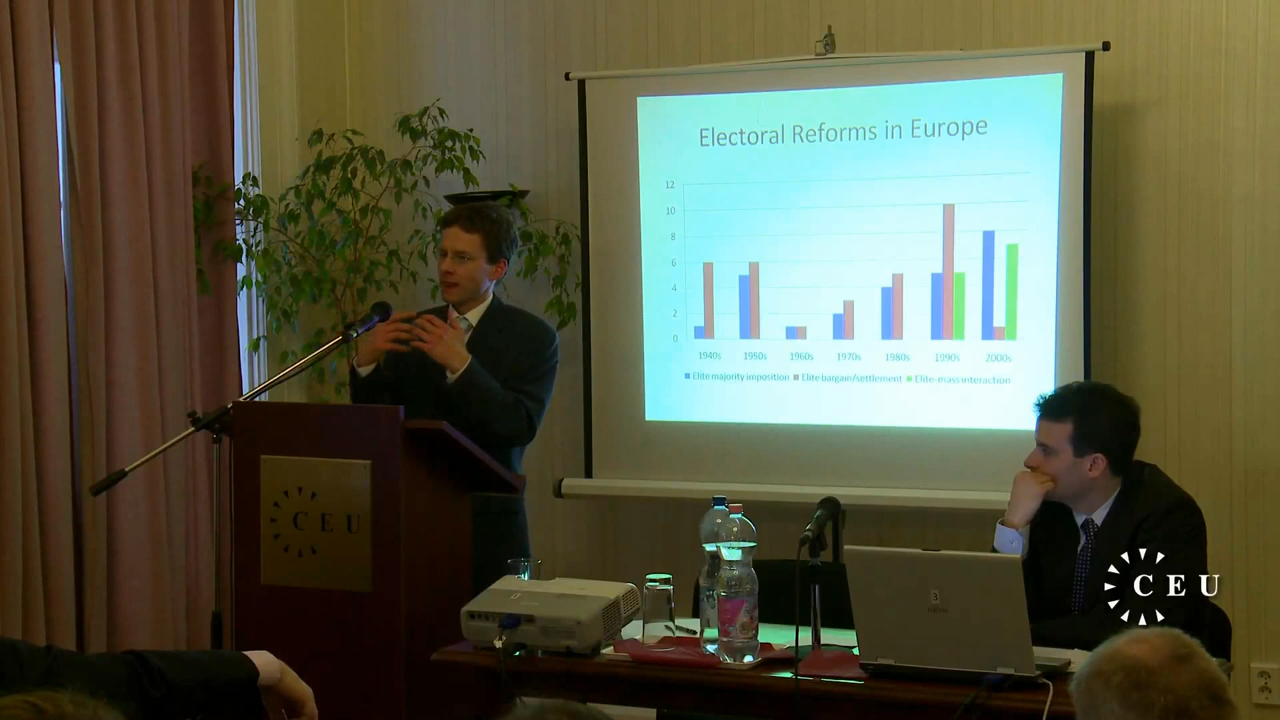 Electoral Reforms in Europe
12
10
8
6
4
2
0
1940s 1950s 1960s 1970s 1980s 1990s 2000s
Elite majority imposition Elite bargain/settlement Elite-mass interaction
CEU
3
CEU